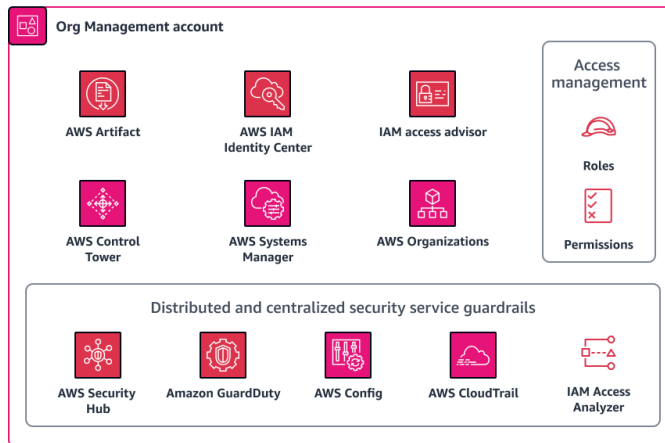 Org Management account
Access
management
AWS Artifact
AWS IAM
Identity Center
IAM access advisor
Roles
AWS Control
Tower
AWS Systems
Manager
AWS Organizations
Permissions
Distributed and centralized security service guardrails
AWS Security
Hub
Amazon GuardDuty
AWS Config
AWS CloudTrail
IAM Access
Analyzer